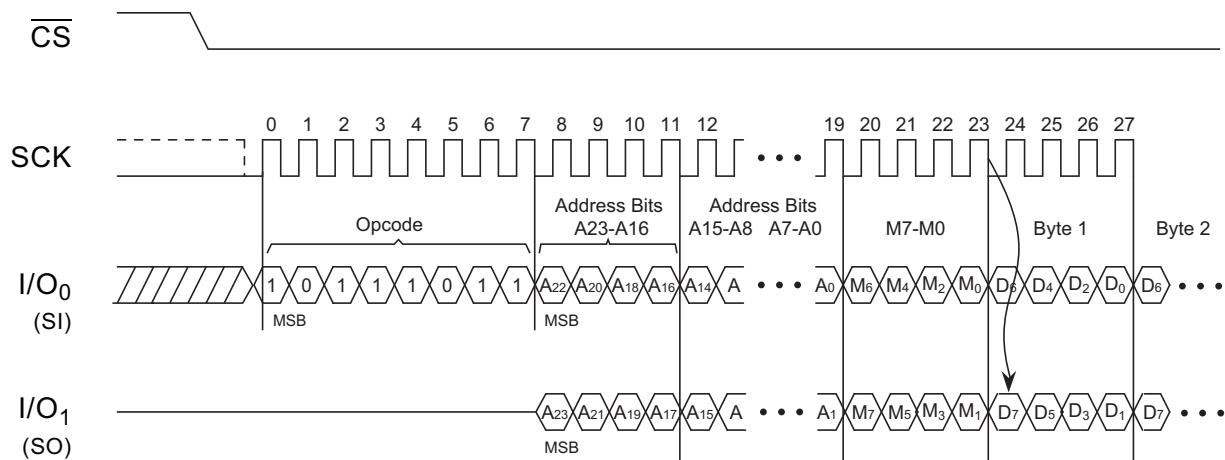 CS
0 1 2 3 4 5 6 7 8 9 10 11 12 19 20 21 22 23 24 25 26 27
SCK
Address Bits Address Bits
Opcode A23-A16 A15-A8 A7-A0 M7-M0 Byte 1 Byte 2
I/O0 1 0 1 1 1 0 1 1 A22 A20 A18 A16 A14 A A0 M6 M4 M2 M0 D6 D4 D2 D0 D6
(SI) MSB MSB
I/O1 A23 A21 A19 A17 A15 A A1 M7 M5 M3 M1 D7 D5 D3 D1 D7
(SO) MSB